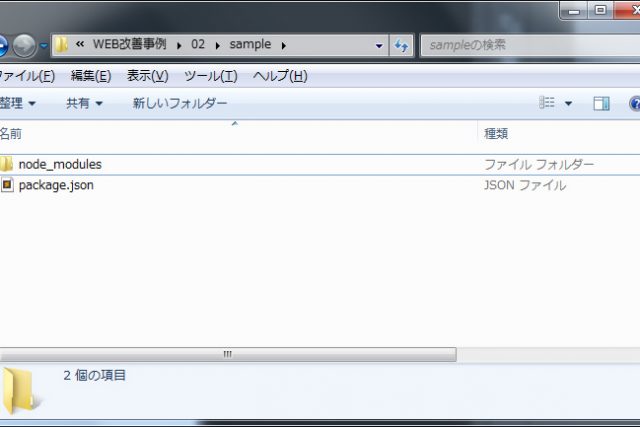 « WEB改善事例 ▸ 02 ▸ sample ▸
sampleの検索
ファイル(F) 編集(E) 表示(V) ツール(T) ヘルプ(H)
整理 ▼ 共有 ▼ 新しいフォルダー
名前 種類
node_modules ファイル フォルダー
package.json JSON ファイル
2 個の項目